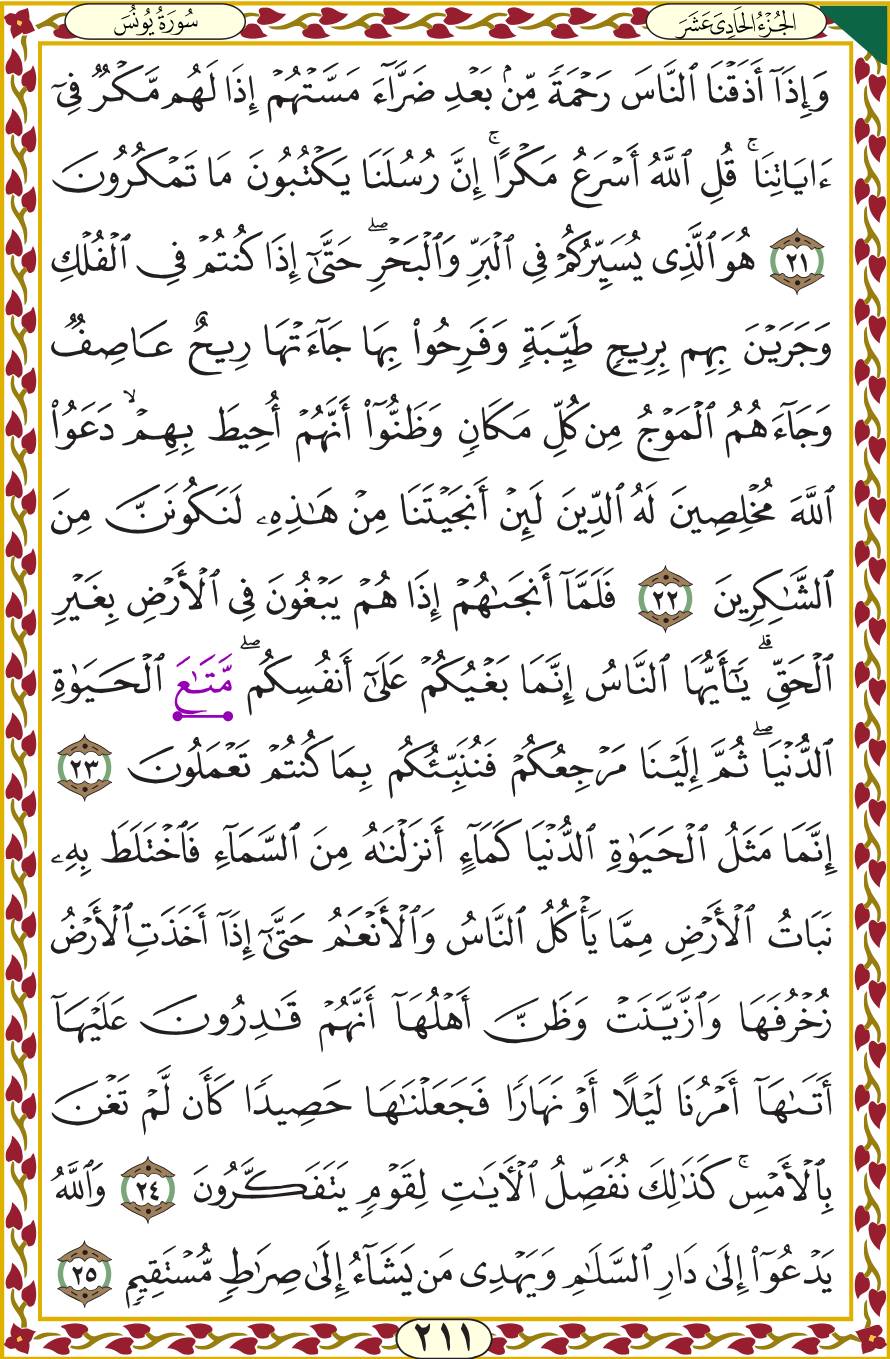 الجُزْءُ الحَادِىَ عَشَرَ
سُورَةُ يُونُسَ
وَإِذَآ أَذَقْنَا ٱلنَّاسَ رَحْمَةً مِّنۢ بَعْدِ ضَرَّآءَ مَسَّتْهُمْ إِذَا لَهُم مَّكْرٌ فِىٓ
ءَايَاتِنَا ۚ قُلِ ٱللَّهُ أَسْرَعُ مَكْرًا ۚ إِنَّ رُسُلَنَا يَكْتُبُونَ مَا تَمْكُرُونَ
٢١ هُوَ ٱلَّذِى يُسَيِّرُكُمْ فِى ٱلْبَرِّ وَٱلْبَحْرِ ۖ حَتَّىٰٓ إِذَا كُنتُمْ فِى ٱلْفُلْكِ
وَجَرَيْنَ بِهِم بِرِيحٍ طَيِّبَةٍ وَفَرِحُوا۟ بِهَا جَآءَتْهَا رِيحٌ عَاصِفٌ
وَجَآءَهُمُ ٱلْمَوْجُ مِن كُلِّ مَكَانٍ وَظَنُّوٓا۟ أَنَّهُمْ أُحِيطَ بِهِمْ ۙ دَعَوُا۟
ٱللَّهَ مُخْلِصِينَ لَهُ ٱلدِّينَ لَئِنْ أَنجَيْتَنَا مِنْ هَـٰذِهِۦ لَنَكُونَنَّ مِنَ
ٱلشَّـٰكِرِينَ ٢٢ فَلَمَّآ أَنجَىٰهُمْ إِذَا هُمْ يَبْغُونَ فِى ٱلْأَرْضِ بِغَيْرِ
ٱلْحَقِّ ۗ يَـٰٓأَيُّهَا ٱلنَّاسُ إِنَّمَا بَغْيُكُمْ عَلَىٰٓ أَنفُسِكُم ۖ مَّتَـٰعَ ٱلْحَيَوٰةِ
ٱلدُّنْيَا ۖ ثُمَّ إِلَيْنَا مَرْجِعُكُمْ فَنُنَبِّئُكُم بِمَا كُنتُمْ تَعْمَلُونَ ٢٣
إِنَّمَا مَثَلُ ٱلْحَيَوٰةِ ٱلدُّنْيَا كَمَآءٍ أَنزَلْنَـٰهُ مِنَ ٱلسَّمَآءِ فَٱخْتَلَطَ بِهِۦ
نَبَاتُ ٱلْأَرْضِ مِمَّا يَأْكُلُ ٱلنَّاسُ وَٱلْأَنْعَـٰمُ حَتَّىٰٓ إِذَآ أَخَذَتِ ٱلْأَرْضُ
زُخْرُفَهَا وَٱزَّيَّنَتْ وَظَنَّ أَهْلُهَآ أَنَّهُمْ قَـٰدِرُونَ عَلَيْهَآ
أَتَىٰهَآ أَمْرُنَا لَيْلًا أَوْ نَهَارًا فَجَعَلْنَـٰهَا حَصِيدًا كَأَن لَّمْ تَغْنَ
بِٱلْأَمْسِ ۚ كَذَٰلِكَ نُفَصِّلُ ٱلْـَٔايَـٰتِ لِقَوْمٍ يَتَفَكَّرُونَ ٢٤ وَٱللَّهُ
يَدْعُوٓا۟ إِلَىٰ دَارِ ٱلسَّلَـٰمِ وَيَهْدِى مَن يَشَآءُ إِلَىٰ صِرَٰطٍ مُّسْتَقِيمٍ ٢٥
٢١١